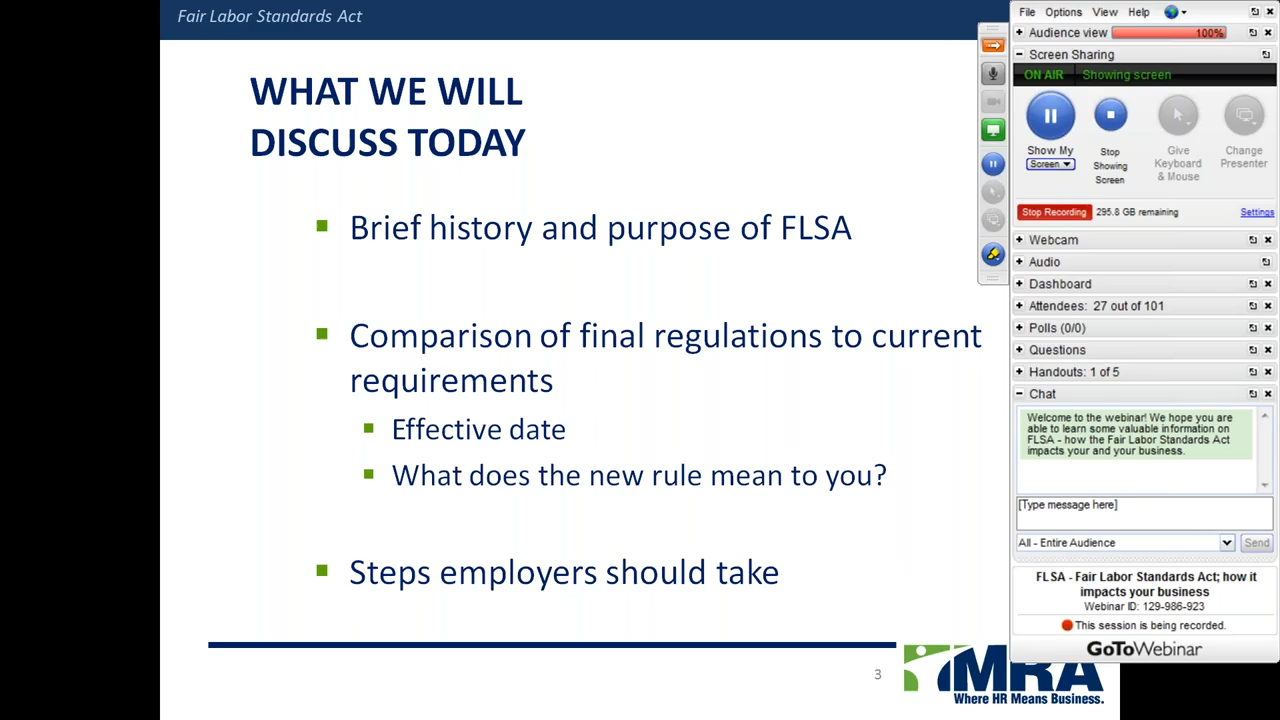 Fair Labor Standards Act
WHAT WE WILL
DISCUSS TODAY
Brief history and purpose of FLSA
Comparison of final regulations to current
requirements
Effective date
What does the new rule mean to you?
Steps employers should take
3
MRA
Where HR Means Business.
File Options View Help
Audience view 100%
Screen Sharing
ON AIR Showing screen
Show My
Screen
Stop
Showing
Screen
Give
Keyboard
& Mouse
Change
Presenter
Stop Recording 295.8 GB remaining Settings
Webcam
Audio
Dashboard
Attendees: 27 out of 101
Polls (0/0)
Questions
Handouts: 1 of 5
Chat
Welcome to the webinar! We hope you are
able to learn some valuable information on
FLSA - how the Fair Labor Standards Act
impacts your and your business.
[Type message here]
All - Entire Audience Send
FLSA - Fair Labor Standards Act; how it
impacts your business
Webinar ID: 129-986-923
This session is being recorded.
GoToWebinar